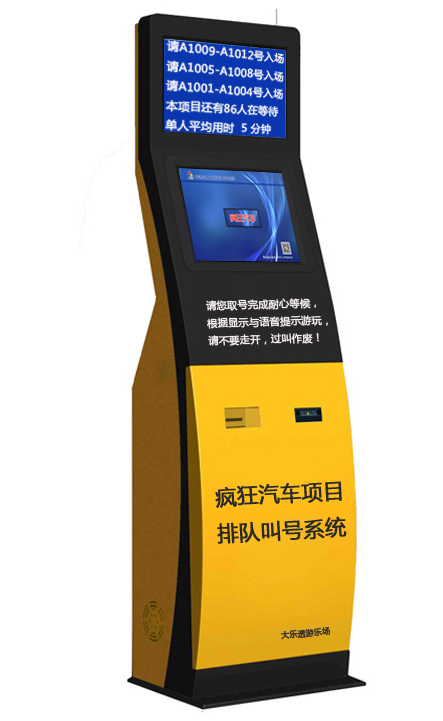 请A1009-A1012号入场
请A1005-A1008号入场
请A1001-A1004号入场
本项目还有86人在等待
单人平均用时 5 分钟
疯狂汽车
请您取号完成耐心等候，
根据显示与语音提示游玩，
请不要走开，过叫作废！
疯狂汽车项目
排队叫号系统
大乐透游乐场